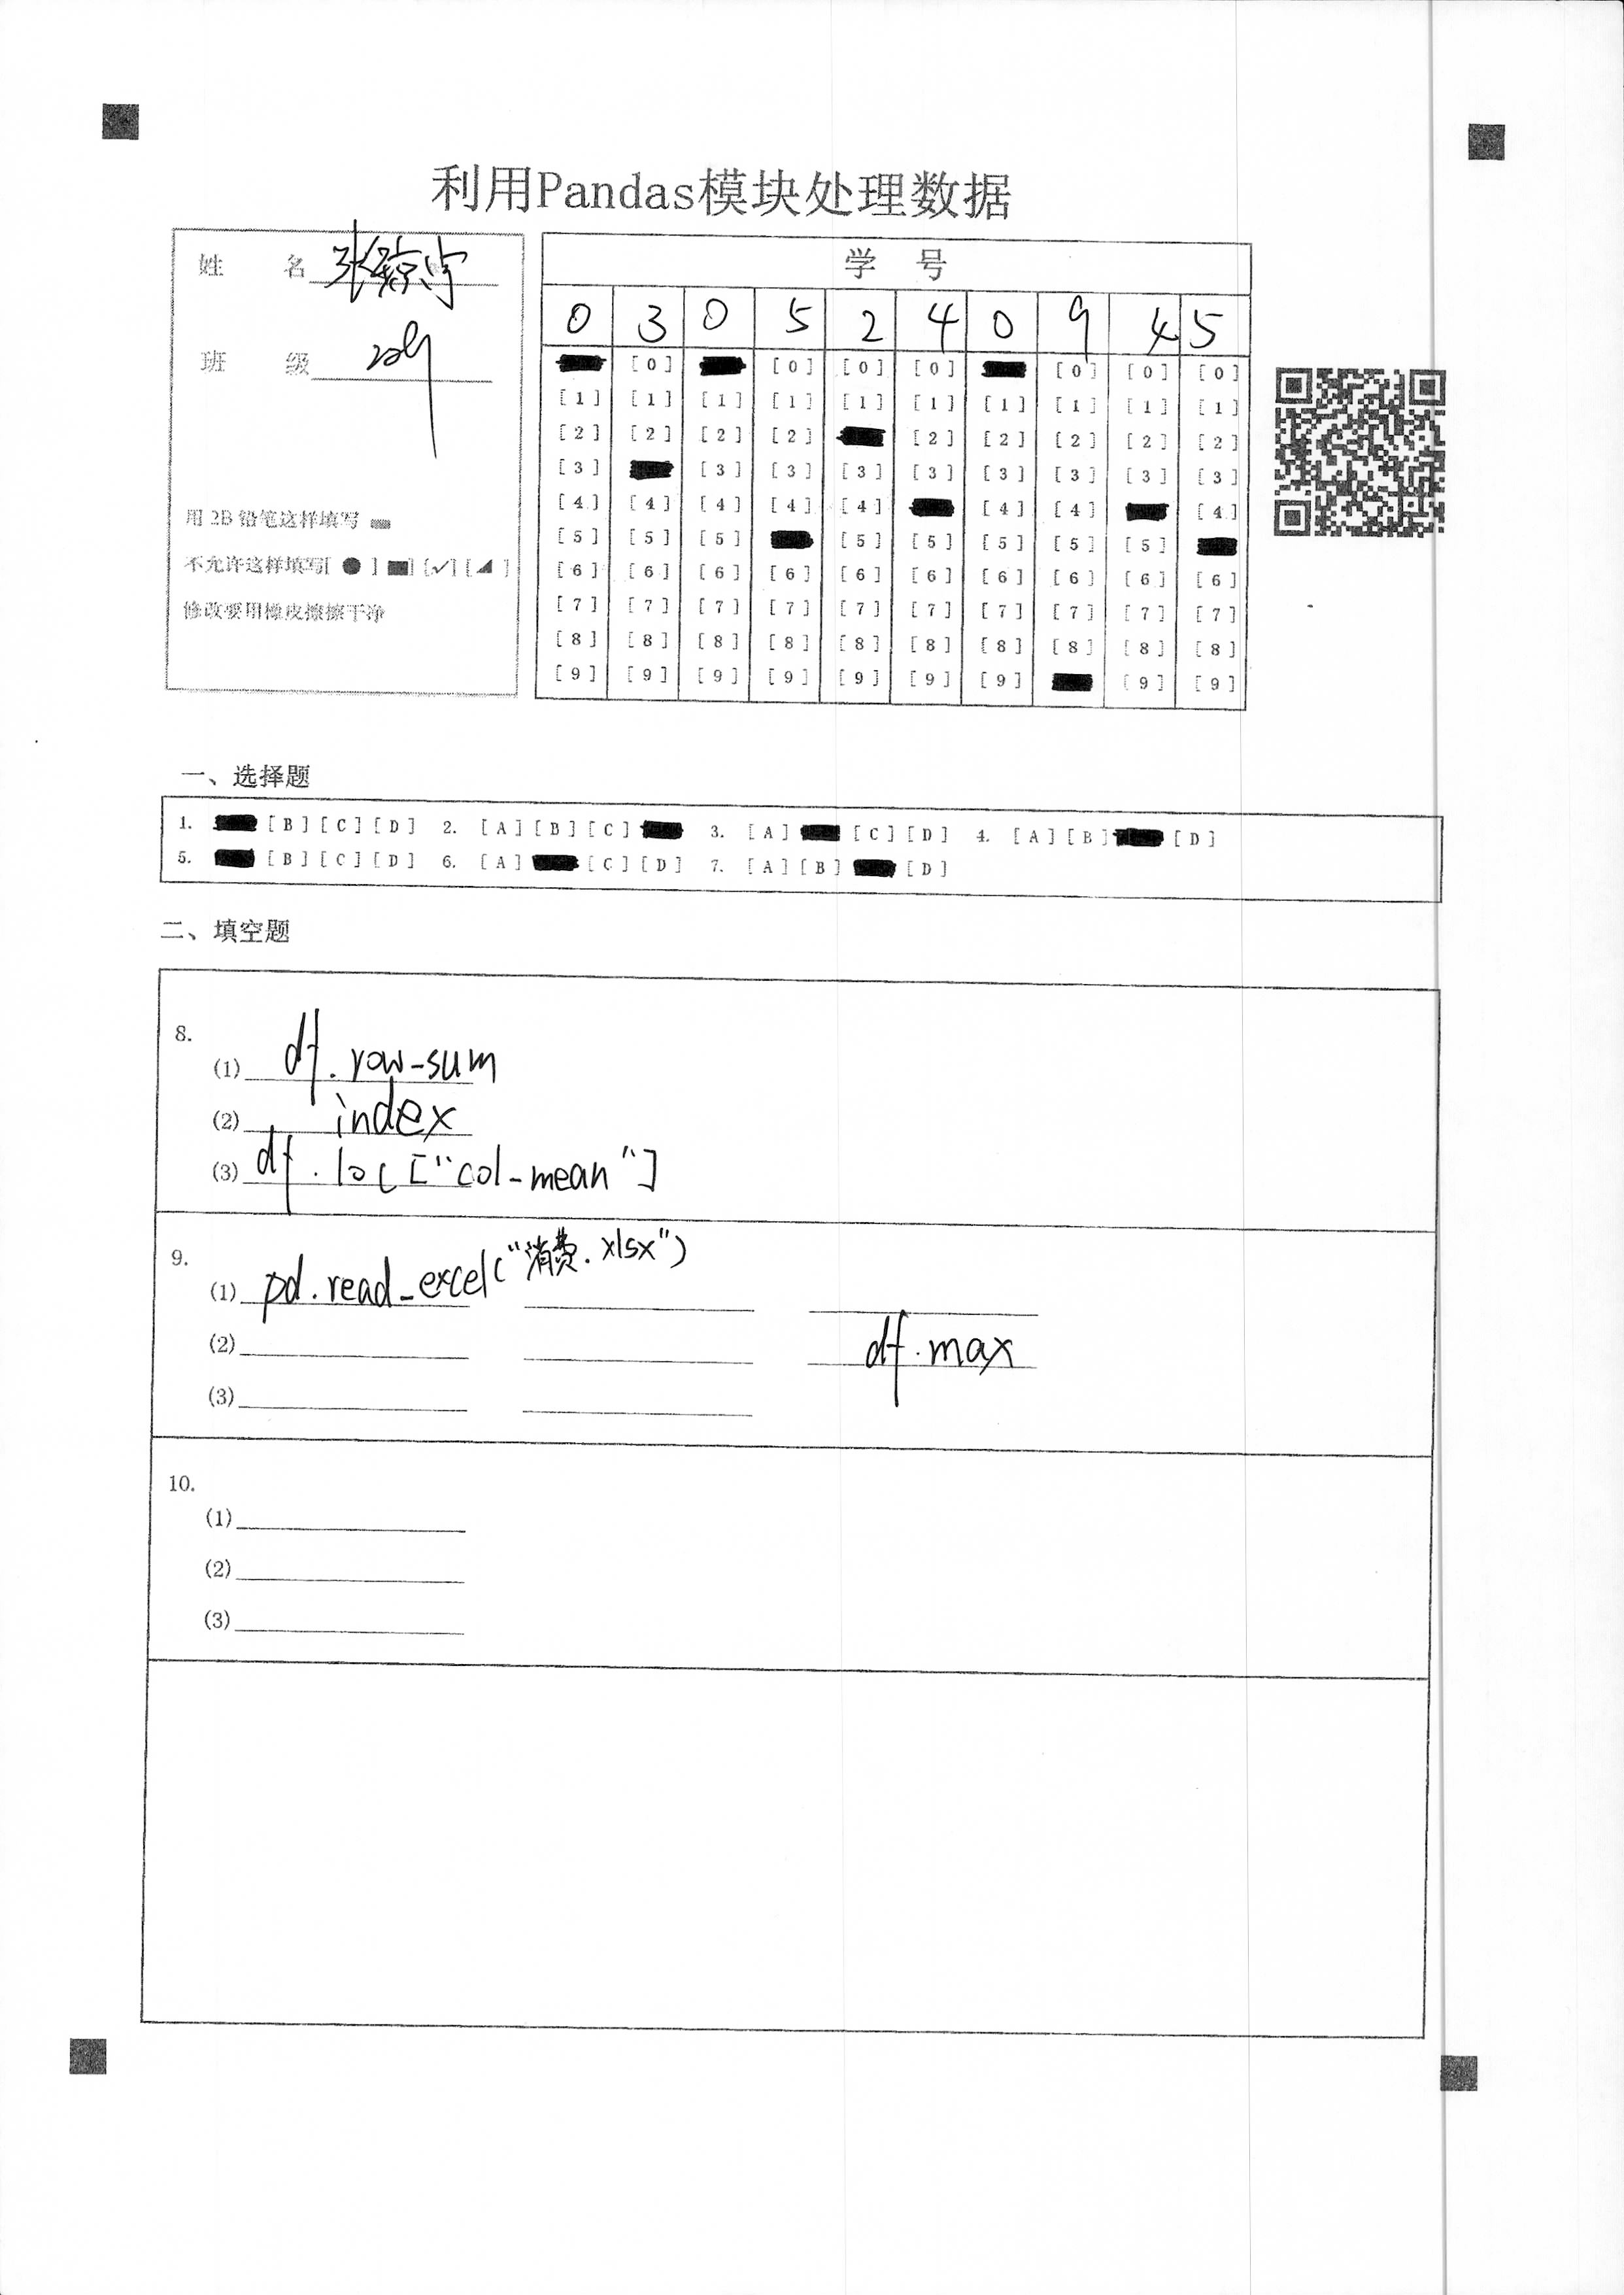 利用Pandas模块处理数据
姓 名
班 级 209
用 2B 铅笔这样填写
不允许这样填写[ ● ] [✓] [◢ ]
修改要用橡皮擦擦干净
学 号
0 3 0 5 2 4 0 9 4 5
[0] [0] [0] [0] [0] [0] [0]
[1] [1] [1] [1] [1] [1] [1] [1] [1] [1]
[2] [2] [2] [2] [2] [2] [2] [2] [2]
[3] [3] [3] [3] [3] [3] [3] [3] [3]
[4] [4] [4] [4] [4] [4] [4] [4]
[5] [5] [5] [5] [5] [5] [5] [5]
[6] [6] [6] [6] [6] [6] [6] [6] [6] [6]
[7] [7] [7] [7] [7] [7] [7] [7] [7] [7]
[8] [8] [8] [8] [8] [8] [8] [8] [8] [8]
[9] [9] [9] [9] [9] [9] [9] [9] [9]
一、选择题
1. [B] [C] [D] 2. [A] [B] [C] 3. [A] [C] [D] 4. [A] [B] [D]
5. [B] [C] [D] 6. [A] [C] [D] 7. [A] [B] [D]
二、填空题
8.
(1) df.row-sum
(2) index
(3) df.loc["col-mean"]
9.
(1) pd.read_excel("消费.xlsx")
(2) df.max
(3)
10.
(1)
(2)
(3)